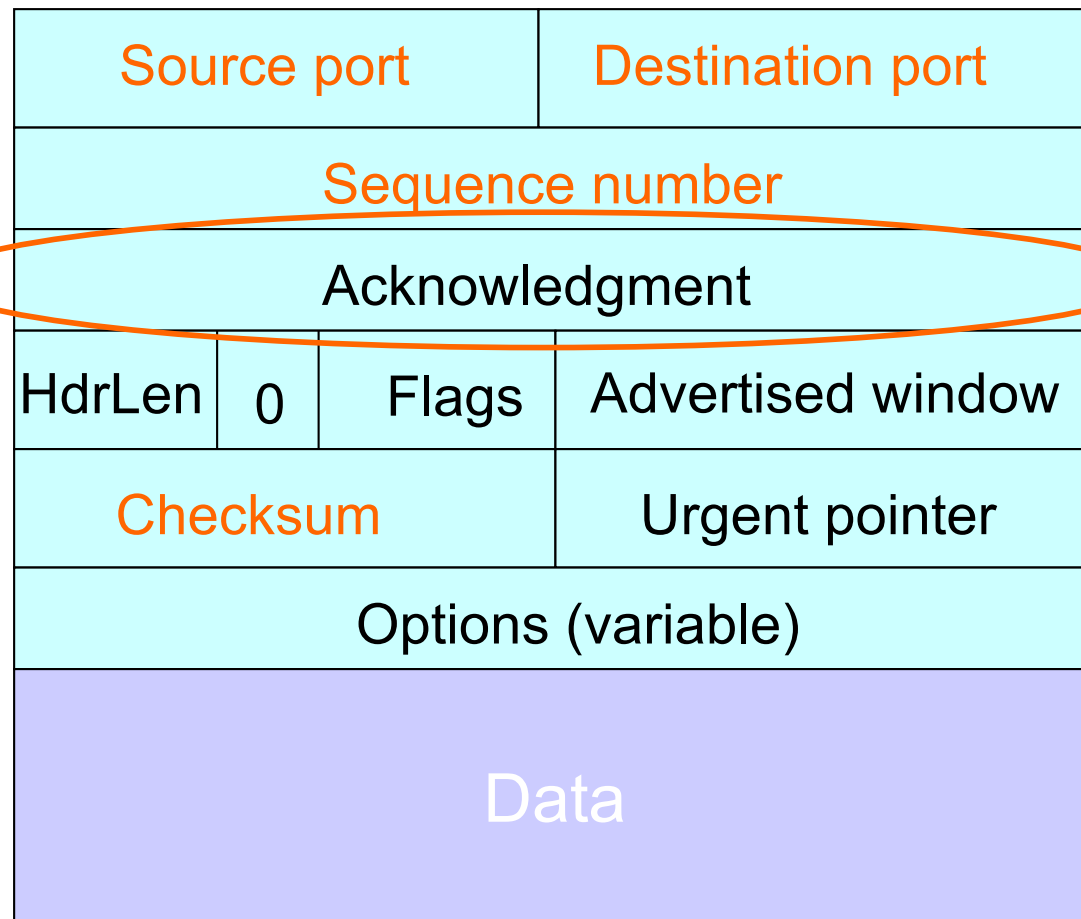 Source port Destination port
Sequence number
Acknowledgment
HdrLen 0 Flags Advertised window
Checksum Urgent pointer
Options (variable)
Data